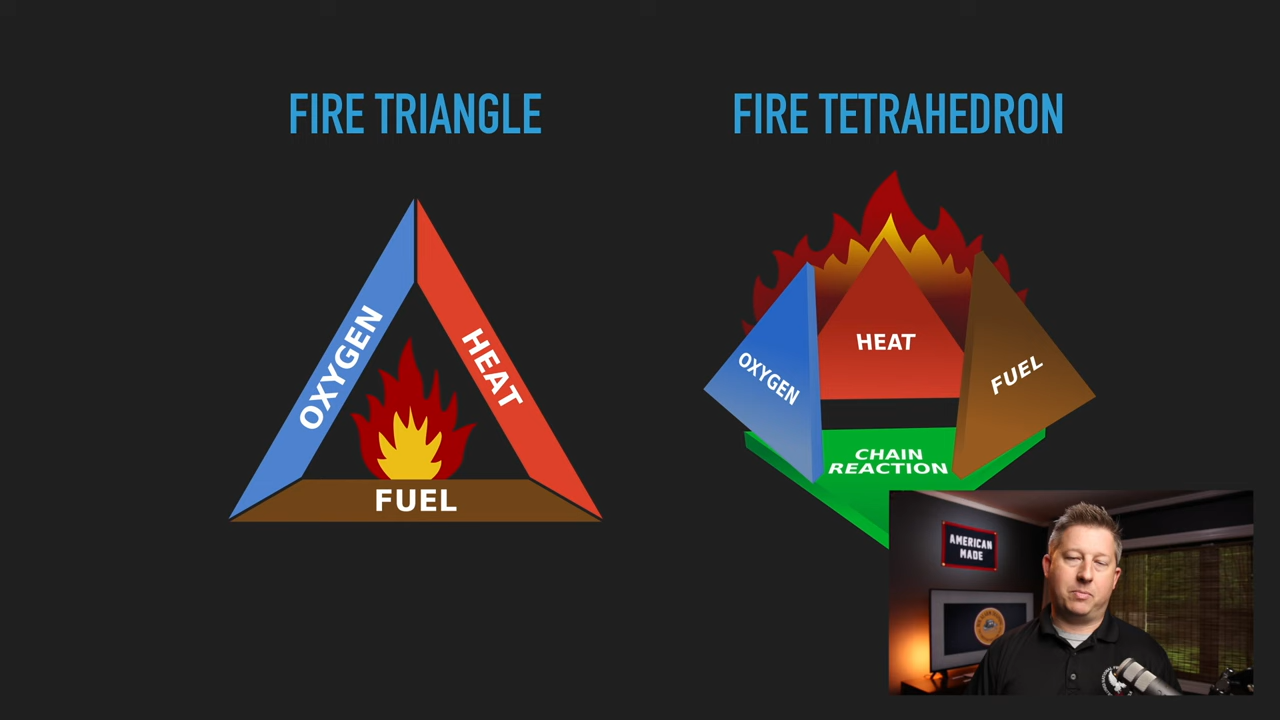 FIRE TRIANGLE
FIRE TETRAHEDRON
OXYGEN
HEAT
FUEL
OXYGEN
HEAT
FUEL
CHAIN
REACTION
AMERICAN
MADE